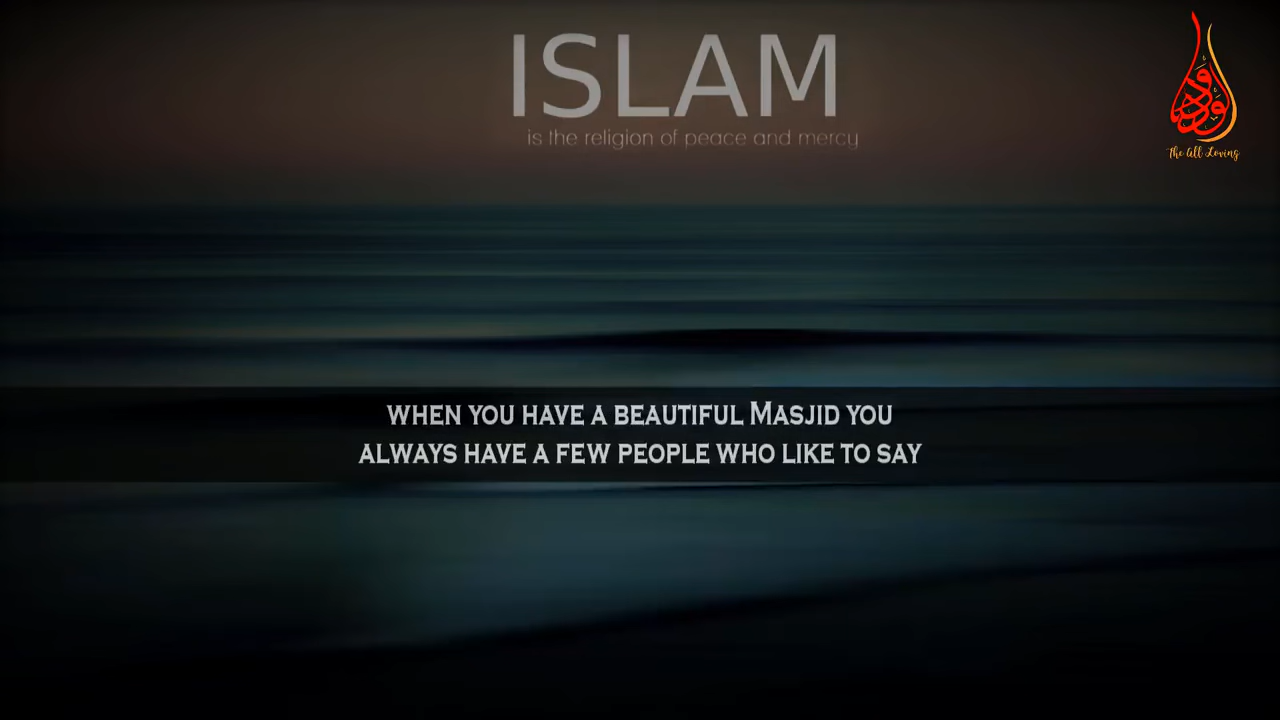 ISLAM
is the religion of peace and mercy
الودود
The All Loving
WHEN YOU HAVE A BEAUTIFUL MASJID YOU
ALWAYS HAVE A FEW PEOPLE WHO LIKE TO SAY